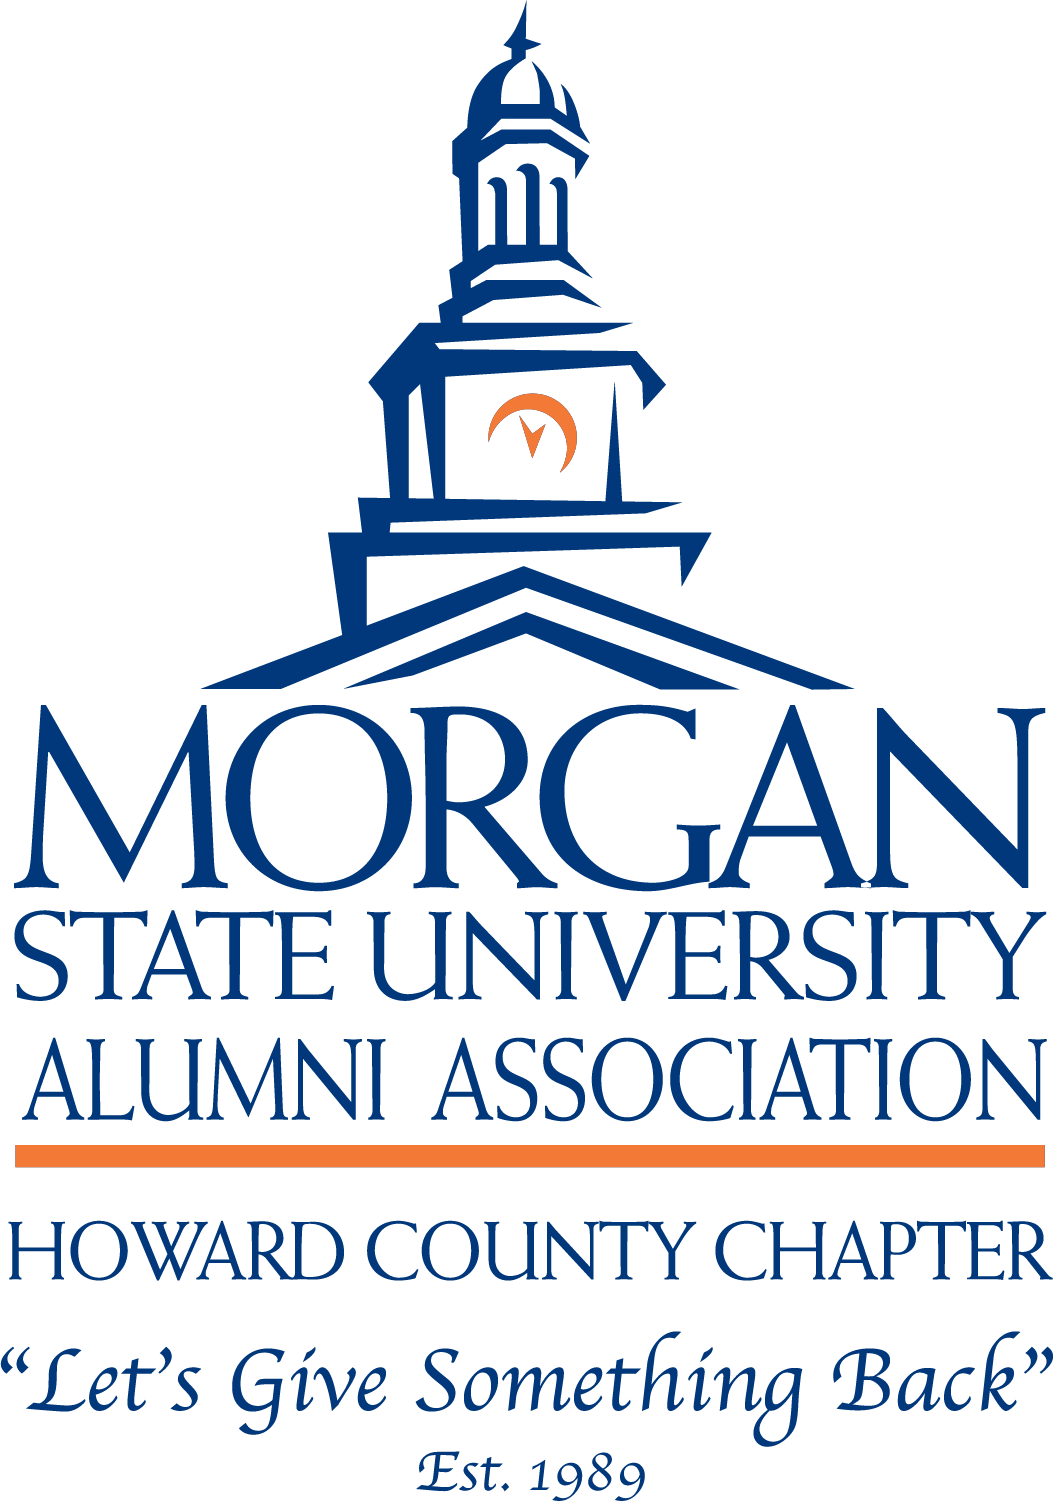 MORGAN
STATE UNIVERSITY
ALUMNI ASSOCIATION
HOWARD COUNTY CHAPTER
“Let’s Give Something Back”
Est. 1989